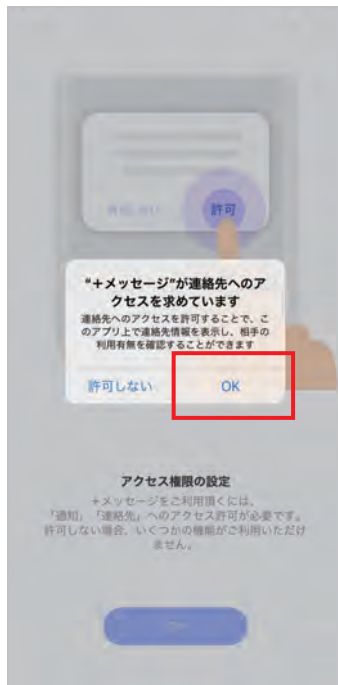 許可
"+メッセージ"が連絡先へのア
クセスを求めています
連絡先へのアクセスを許可することで、こ
のアプリ上で連絡先情報を表示し、相手の
利用有無を確認することができます
許可しない OK
アクセス権限の設定
+メッセージをご利用頂くには、
「通知」「連絡先」へのアクセス許可が必要です。
許可しない場合、いくつかの機能がご利用いただけ
ません。